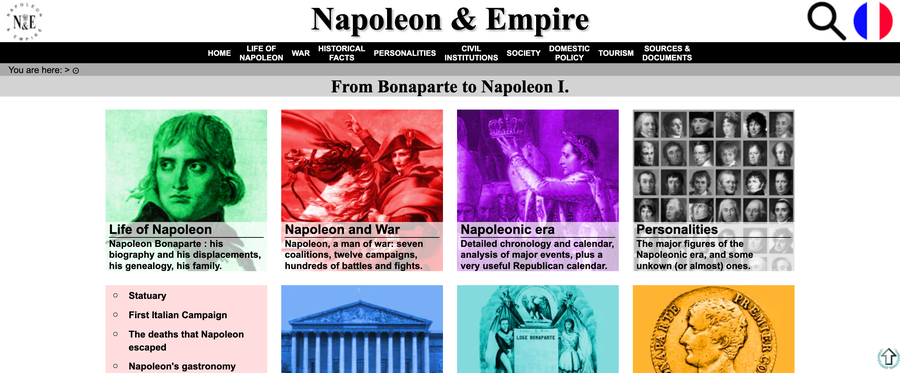 N&E
NAPOLEON
& EMPIRE
Napoleon & Empire
HOME
LIFE OF
NAPOLEON
WAR
HISTORICAL
FACTS
PERSONALITIES
CIVIL
INSTITUTIONS
SOCIETY
DOMESTIC
POLICY
TOURISM
SOURCES &
DOCUMENTS
You are here: >
From Bonaparte to Napoleon I.
Life of Napoleon
Napoleon Bonaparte : his
biography and his displacements,
his genealogy, his family.
Napoleon and War
Napoleon, a man of war: seven
coalitions, twelve campaigns,
hundreds of battles and fights.
Napoleonic era
Detailed chronology and calendar,
analysis of major events, plus a
very useful Republican calendar.
Personalities
The major figures of the
Napoleonic era, and some
unkown (or almost) ones.
Statuary
First Italian Campaign
The deaths that Napoleon
escaped
Napoleon's gastronomy
LOGE BONAPARTE
BONAPARTE PREMIER CON